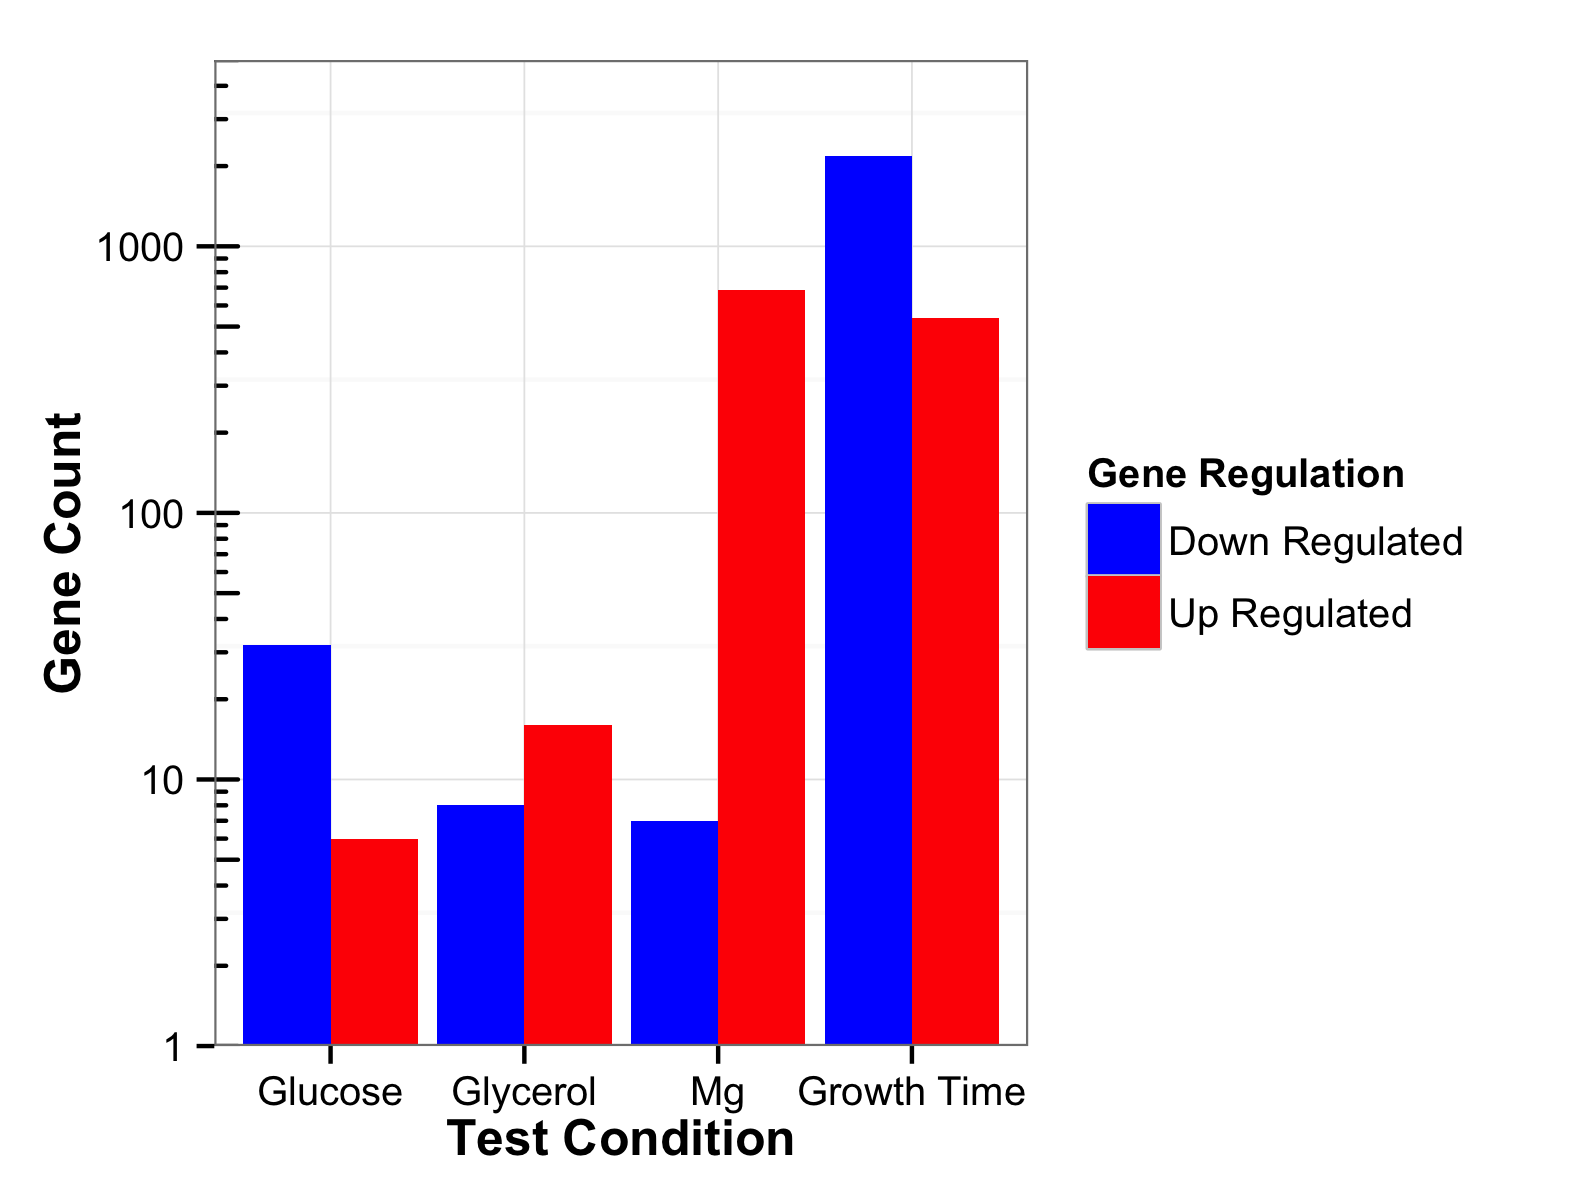 Gene Count
1000
100
10
1
Glucose Glycerol Mg Growth Time
Test Condition
Gene Regulation
Down Regulated
Up Regulated